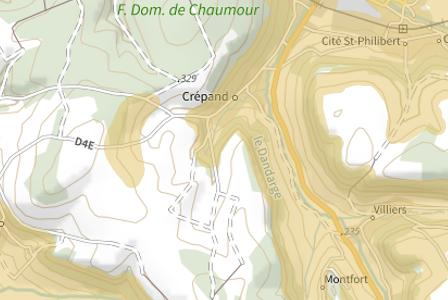 F. Dom. de Chaumour
Cité St-Philibert
329
Crépand
D4E
le Dandarge
Villiers
235
Montfort